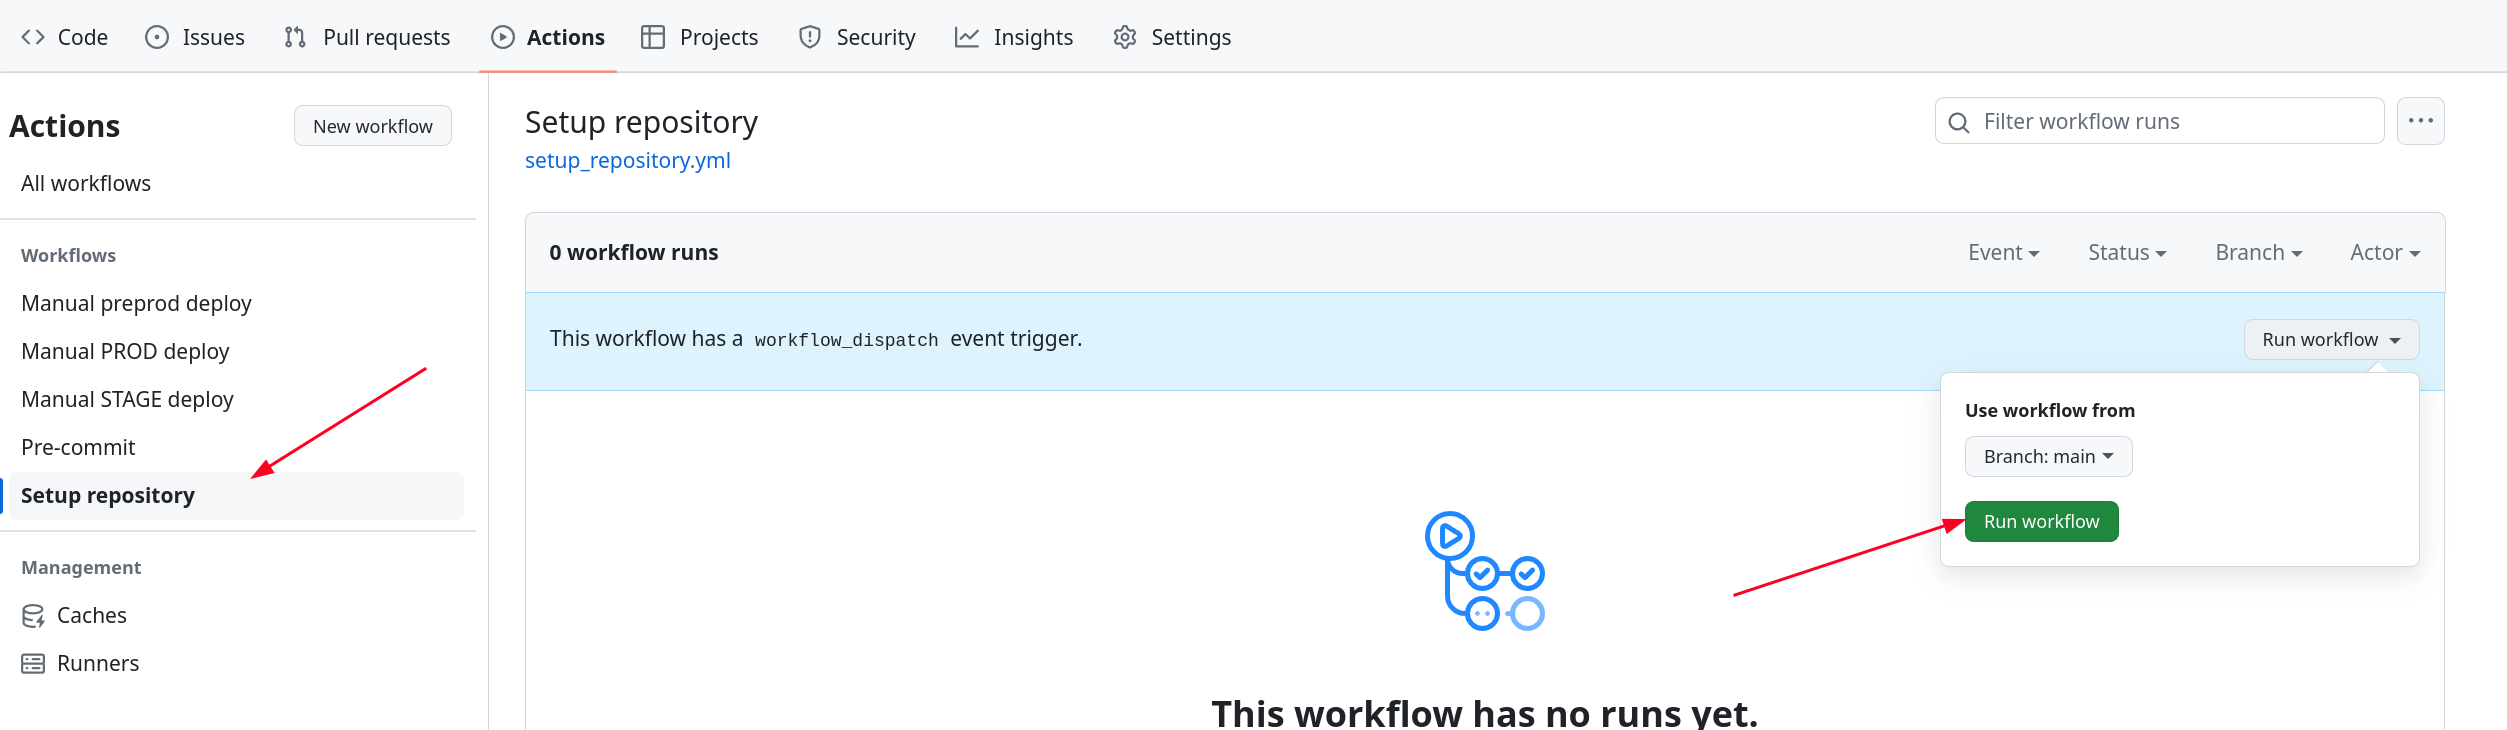 Code Issues Pull requests Actions Projects Security Insights Settings
Actions
New workflow
All workflows
Workflows
Manual preprod deploy
Manual PROD deploy
Manual STAGE deploy
Pre-commit
Setup repository
Management
Caches
Runners
Setup repository
setup_repository.yml
Filter workflow runs
0 workflow runs
Event Status Branch Actor
This workflow has a workflow_dispatch event trigger.
Run workflow
Use workflow from
Branch: main
Run workflow
This workflow has no runs yet.